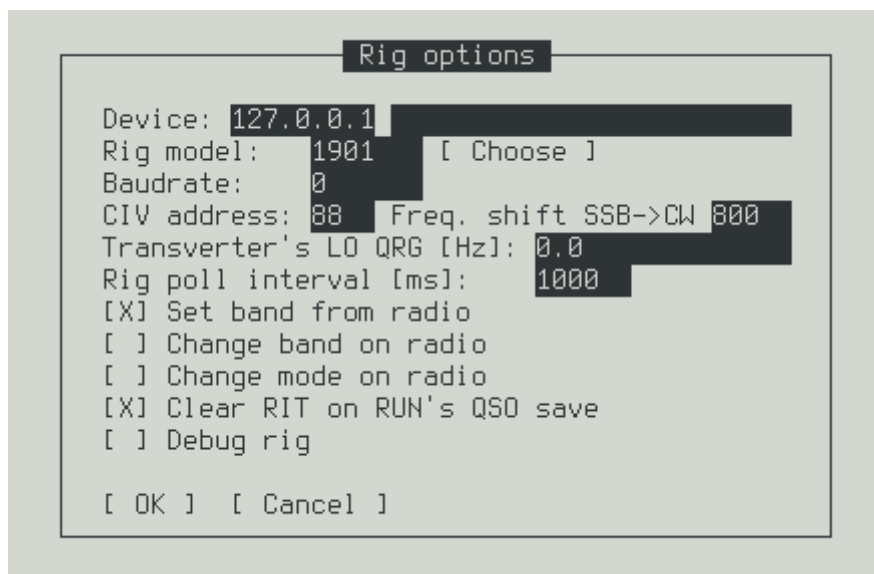 Rig options
Device: 127.0.0.1
Rig model: 1901 [ Choose ]
Baudrate: 0
CIV address: 88 Freq. shift SSB->CW 800
Transverter's LO QRG [Hz]: 0.0
Rig poll interval [ms]: 1000
[X] Set band from radio
[ ] Change band on radio
[ ] Change mode on radio
[X] Clear RIT on RUN's QSO save
[ ] Debug rig
[ OK ] [ Cancel ]